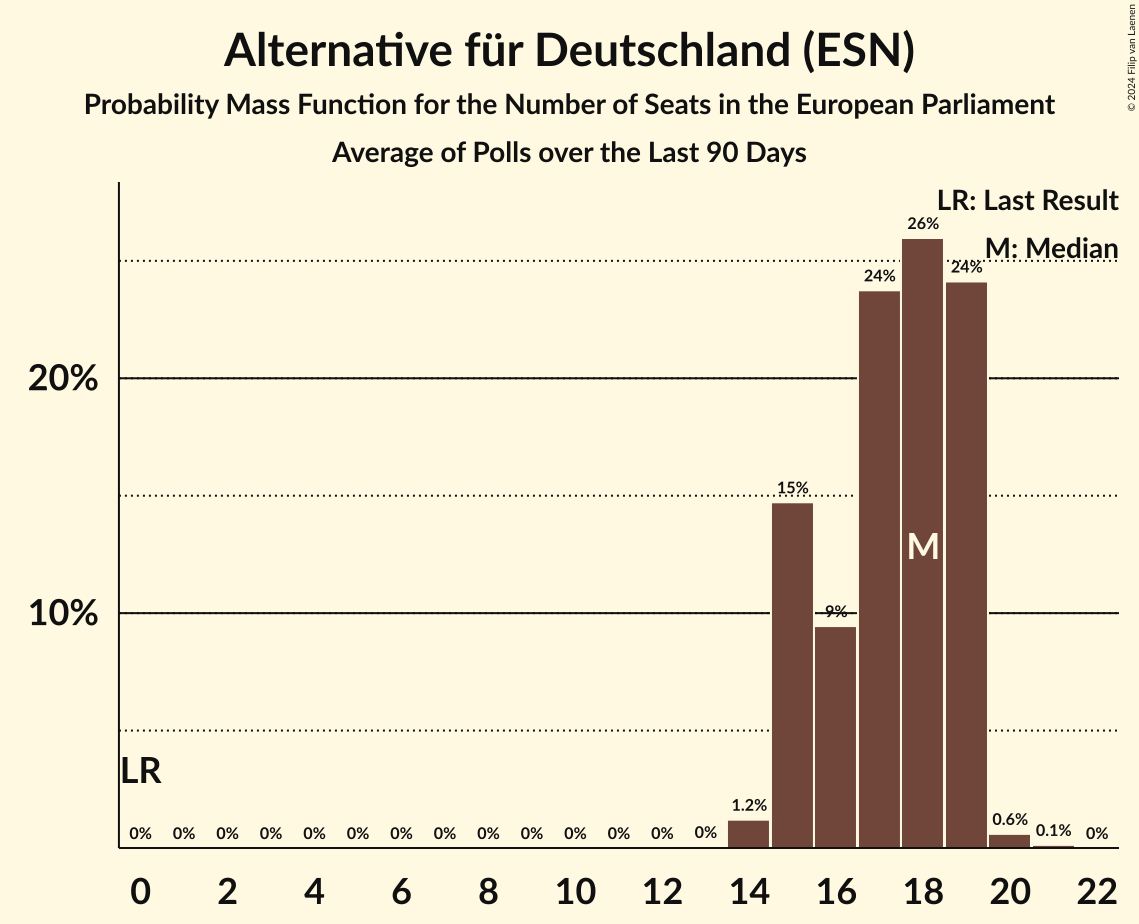 Alternative für Deutschland (ESN)
Probability Mass Function for the Number of Seats in the European Parliament
Average of Polls over the Last 90 Days
© 2024 Filip van Laenen
LR: Last Result
M: Median
26%
24%
24%
20%
15%
M
10%
9%
LR
0% 0% 0% 0% 0% 0% 0% 0% 0% 0% 0% 0% 0% 0% 1.2% 0.6% 0.1% 0%
0 2 4 6 8 10 12 14 16 18 20 22